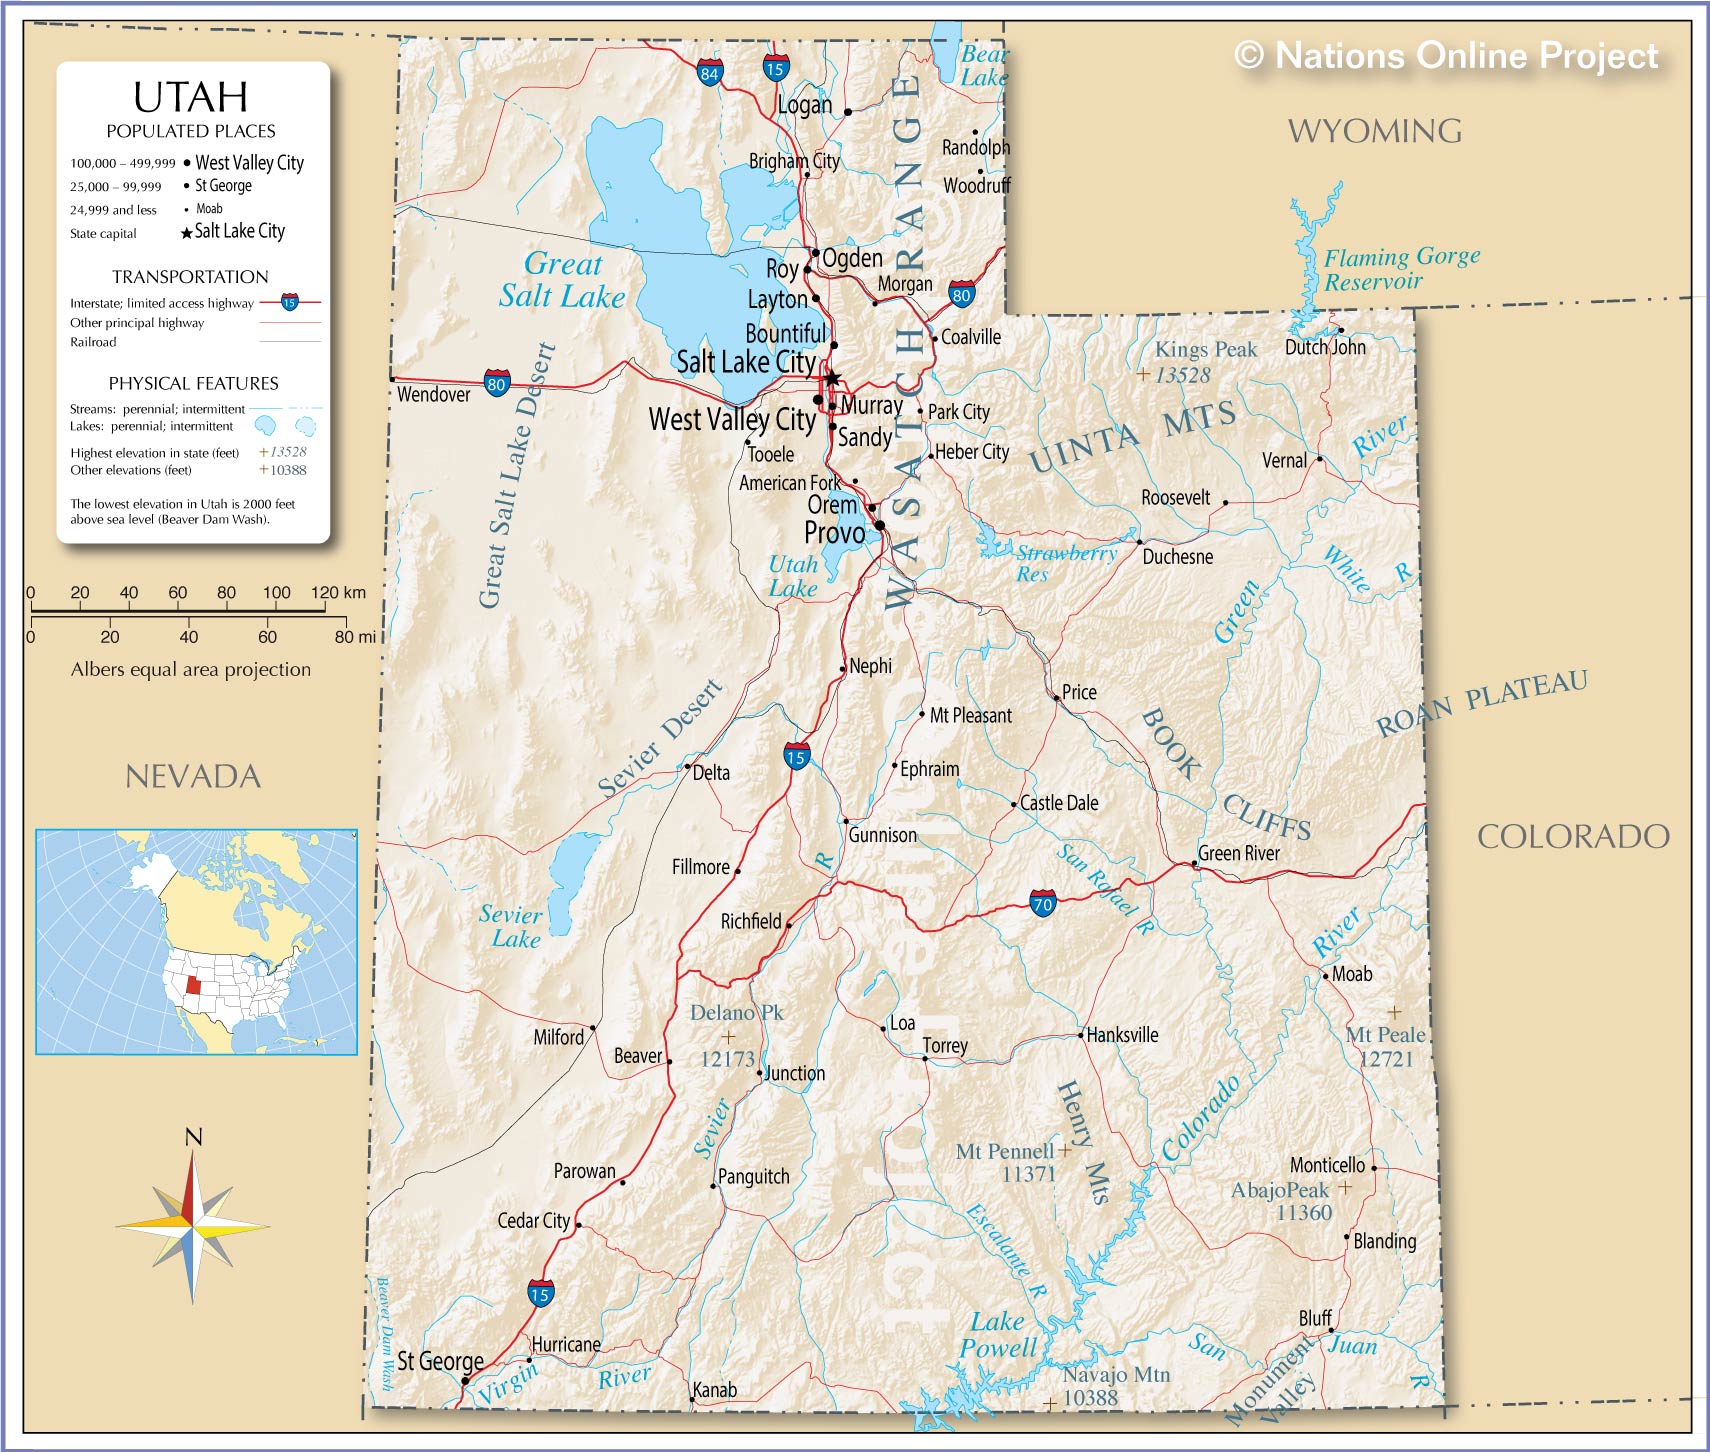 © Nations Online Project
UTAH
POPULATED PLACES
100,000 – 499,999 West Valley City
25,000 – 99,999 St George
24,999 and less Moab
State capital Salt Lake City
TRANSPORTATION
Interstate; limited access highway 15
Other principal highway
Railroad
PHYSICAL FEATURES
Streams: perennial; intermittent
Lakes: perennial; intermittent
Highest elevation in state (feet) +13528
Other elevations (feet) +10388
The lowest elevation in Utah is 2000 feet
above sea level (Beaver Dam Wash).
0 20 40 60 80 100 120 km
0 20 40 60 80 mi
Albers equal area projection
NEVADA
N
WYOMING
COLORADO
84
15
Bear
Lake
Logan
Randolph
Woodruff
Brigham City
WASATCH RANGE
Great
Salt Lake
Ogden
Roy
Morgan
80
Layton
Bountiful
Coalville
Salt Lake City
Flaming Gorge
Reservoir
Dutch John
Kings Peak
13528
Wendover
80
Great Salt Lake Desert
West Valley City
Murray
Park City
Sandy
Tooele
Heber City
UINTA MTS
River
Vernal
American Fork
Orem
Roosevelt
Provo
Utah
Lake
Strawberry
Res
Duchesne
White
R
Green
Nephi
Price
Sevier Desert
Mt Pleasant
BOOK
CLIFFS
ROAN PLATEAU
15
Delta
Ephraim
Castle Dale
Gunnison
R
Fillmore
Green River
San Rafael R
70
Sevier
Lake
Richfield
River
Moab
Delano Pk
12173
Loa
Torrey
Hanksville
Mt Peale
12721
Milford
Beaver
Junction
Henry Mts
Colorado
Sevier
Mt Pennell
11371
Parowan
Panguitch
Monticello
AbajoPeak
11360
Cedar City
Escalante R
Blanding
15
Beaver Dam Wash
Lake
Powell
Bluff
San
Juan
R
Hurricane
St George
Virgin
River
Kanab
Navajo Mtn
10388
Monument
Valley